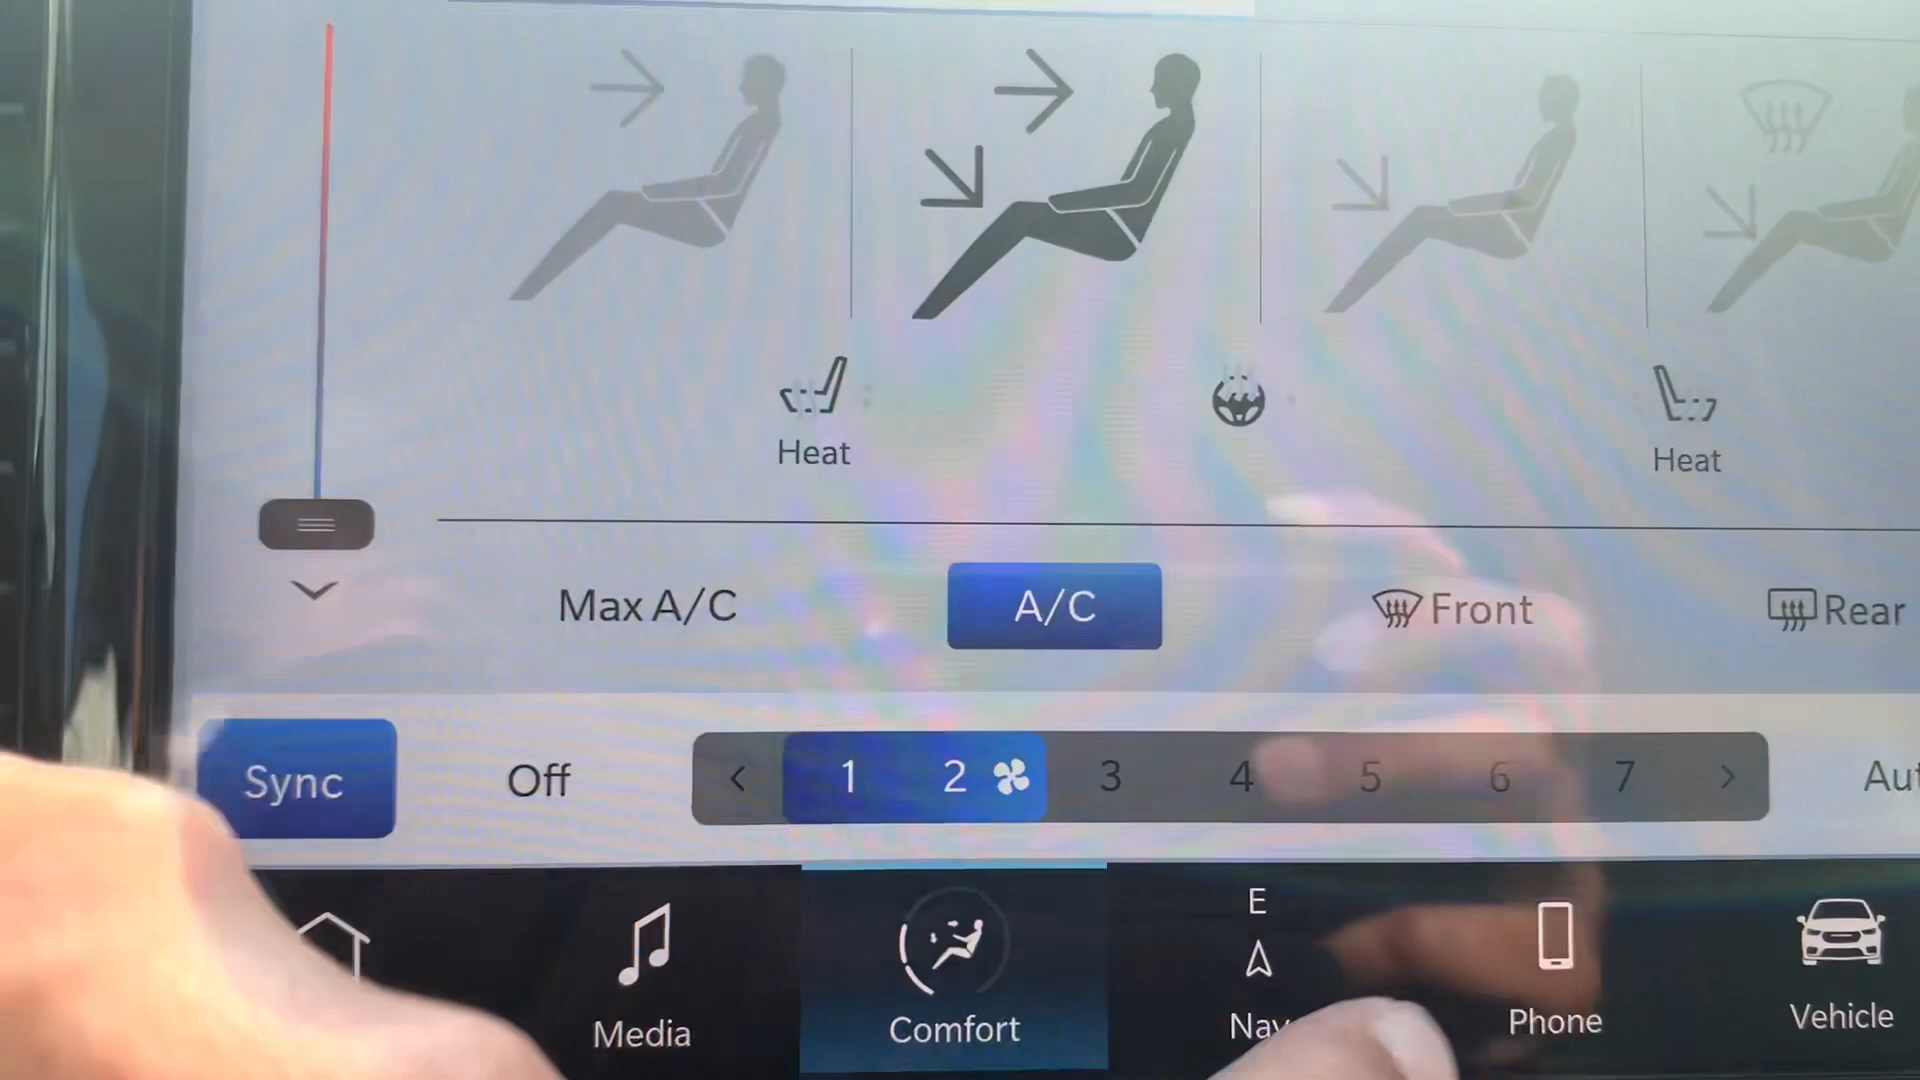 Heat
Heat
Max A/C
A/C
Front
Rear
Sync
Off
< 1 2 3 4 5 6 7 >
E
Media
Comfort
Phone
Vehicle